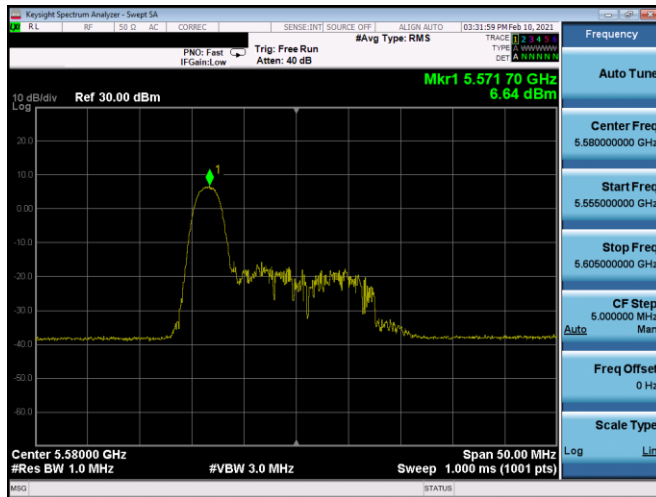 Keysight Spectrum Analyzer - Swept SA
RL RF 50 Ω AC CORREC SENSE:INT SOURCE OFF ALIGN AUTO 03:31:59 PM Feb 10, 2021
#Avg Type: RMS
TRACE 1 2 3 4 5 6
TYPE A WWWWW
DET A N N N N N
PNO: Fast
IFGain:Low
Trig: Free Run
Atten: 40 dB
Mkr1 5.571 70 GHz
6.64 dBm
10 dB/div
Log
Ref 30.00 dBm
20.0
10.0
0.00
-10.0
-20.0
-30.0
-40.0
-50.0
-60.0
1
Center 5.58000 GHz
#Res BW 1.0 MHz
#VBW 3.0 MHz
Span 50.00 MHz
Sweep 1.000 ms (1001 pts)
MSG
STATUS
Frequency
Auto Tune
Center Freq
5.580000000 GHz
Start Freq
5.555000000 GHz
Stop Freq
5.605000000 GHz
CF Step
5.000000 MHz
Auto Man
Freq Offset
0 Hz
Scale Type
Log Lin